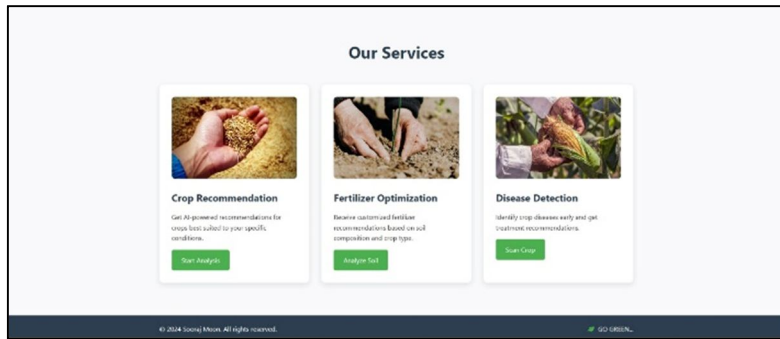 Our Services
Crop Recommendation
Get AI-powered recommendations for
crops best suited to your specific
conditions.
Start Analysis
Fertilizer Optimization
Receive customized fertilizer
recommendations based on soil
composition and crop type.
Analyze Soil
Disease Detection
Identify crop diseases early and get
treatment recommendations.
Scan Crop
© 2024 Sooraj Moon. All rights reserved.
GO GREEN...